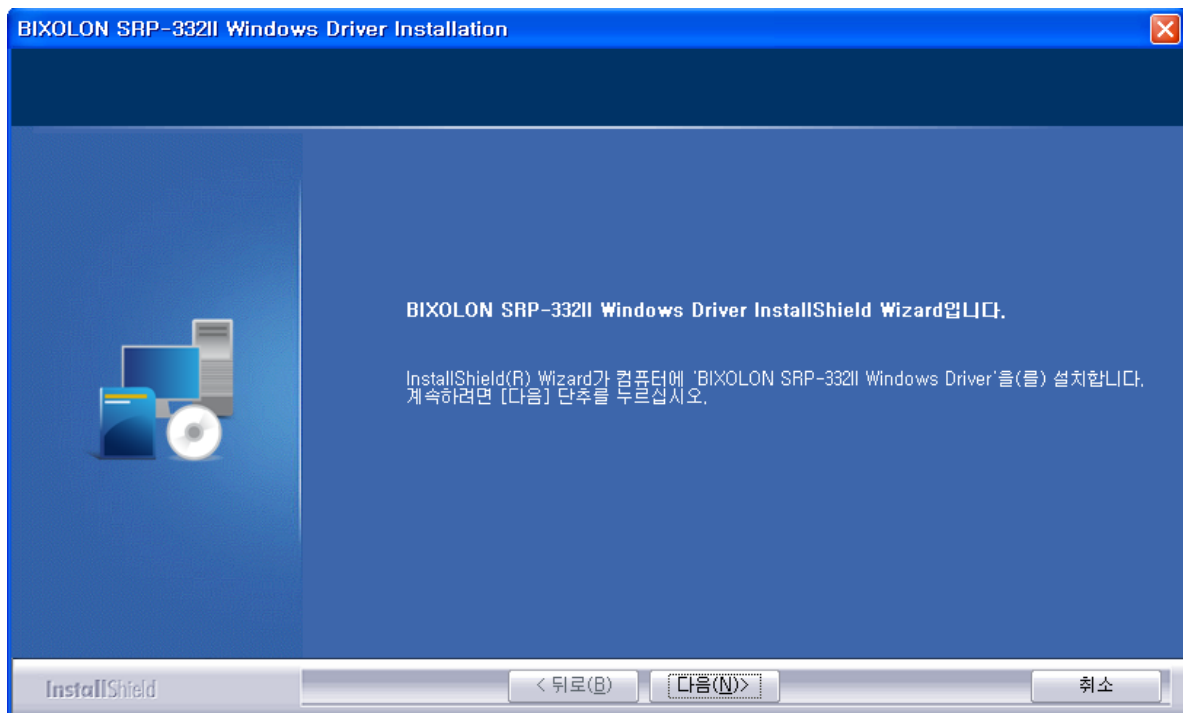 BIXOLON SRP-332II Windows Driver Installation
BIXOLON SRP-332II Windows Driver InstallShield Wizard입니다.
InstallShield(R) Wizard가 컴퓨터에 'BIXOLON SRP-332II Windows Driver'을(를) 설치합니다.
계속하려면 [다음] 단추를 누르십시오.
InstallShield
< 뒤로(B)
다음(N)>
취소